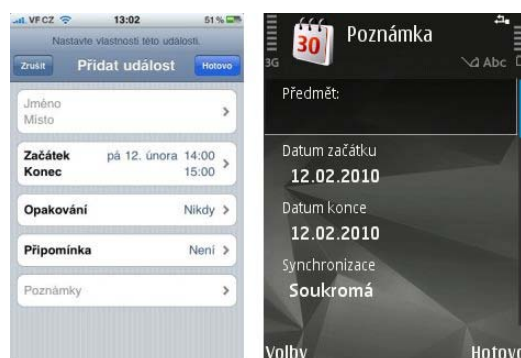 VF CZ 13:02 51 %
Nastavte vlastnosti této události.
Zrušit Přidat událost Hotovo
Jméno
Místo
Začátek pá 12. února 14:00
Konec 15:00
Opakování Nikdy
Připomínka Není
Poznámky
30 Poznámka
3G Abc
Předmět:
Datum začátku
12.02.2010
Datum konce
12.02.2010
Synchronizace
Soukromá
Volby Hotovo